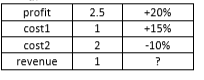 profit 2.5 +20%
cost1 1 +15%
cost2 2 -10%
revenue 1 ?